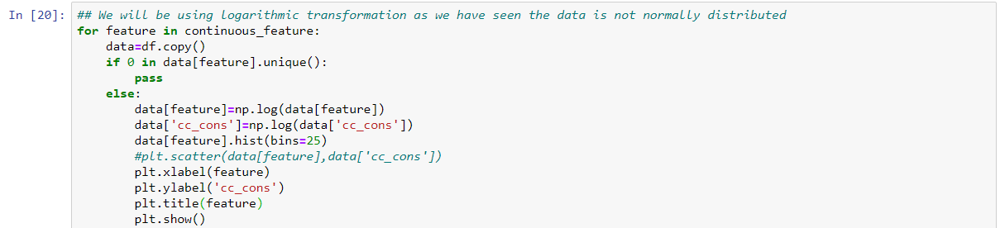 In [20]: ## We will be using logarithmic transformation as we have seen the data is not normally distributed
for feature in continuous_feature:
    data=df.copy()
    if 0 in data[feature].unique():
        pass
    else:
        data[feature]=np.log(data[feature])
        data['cc_cons']=np.log(data['cc_cons'])
        data[feature].hist(bins=25)
        #plt.scatter(data[feature],data['cc_cons'])
        plt.xlabel(feature)
        plt.ylabel('cc_cons')
        plt.title(feature)
        plt.show()